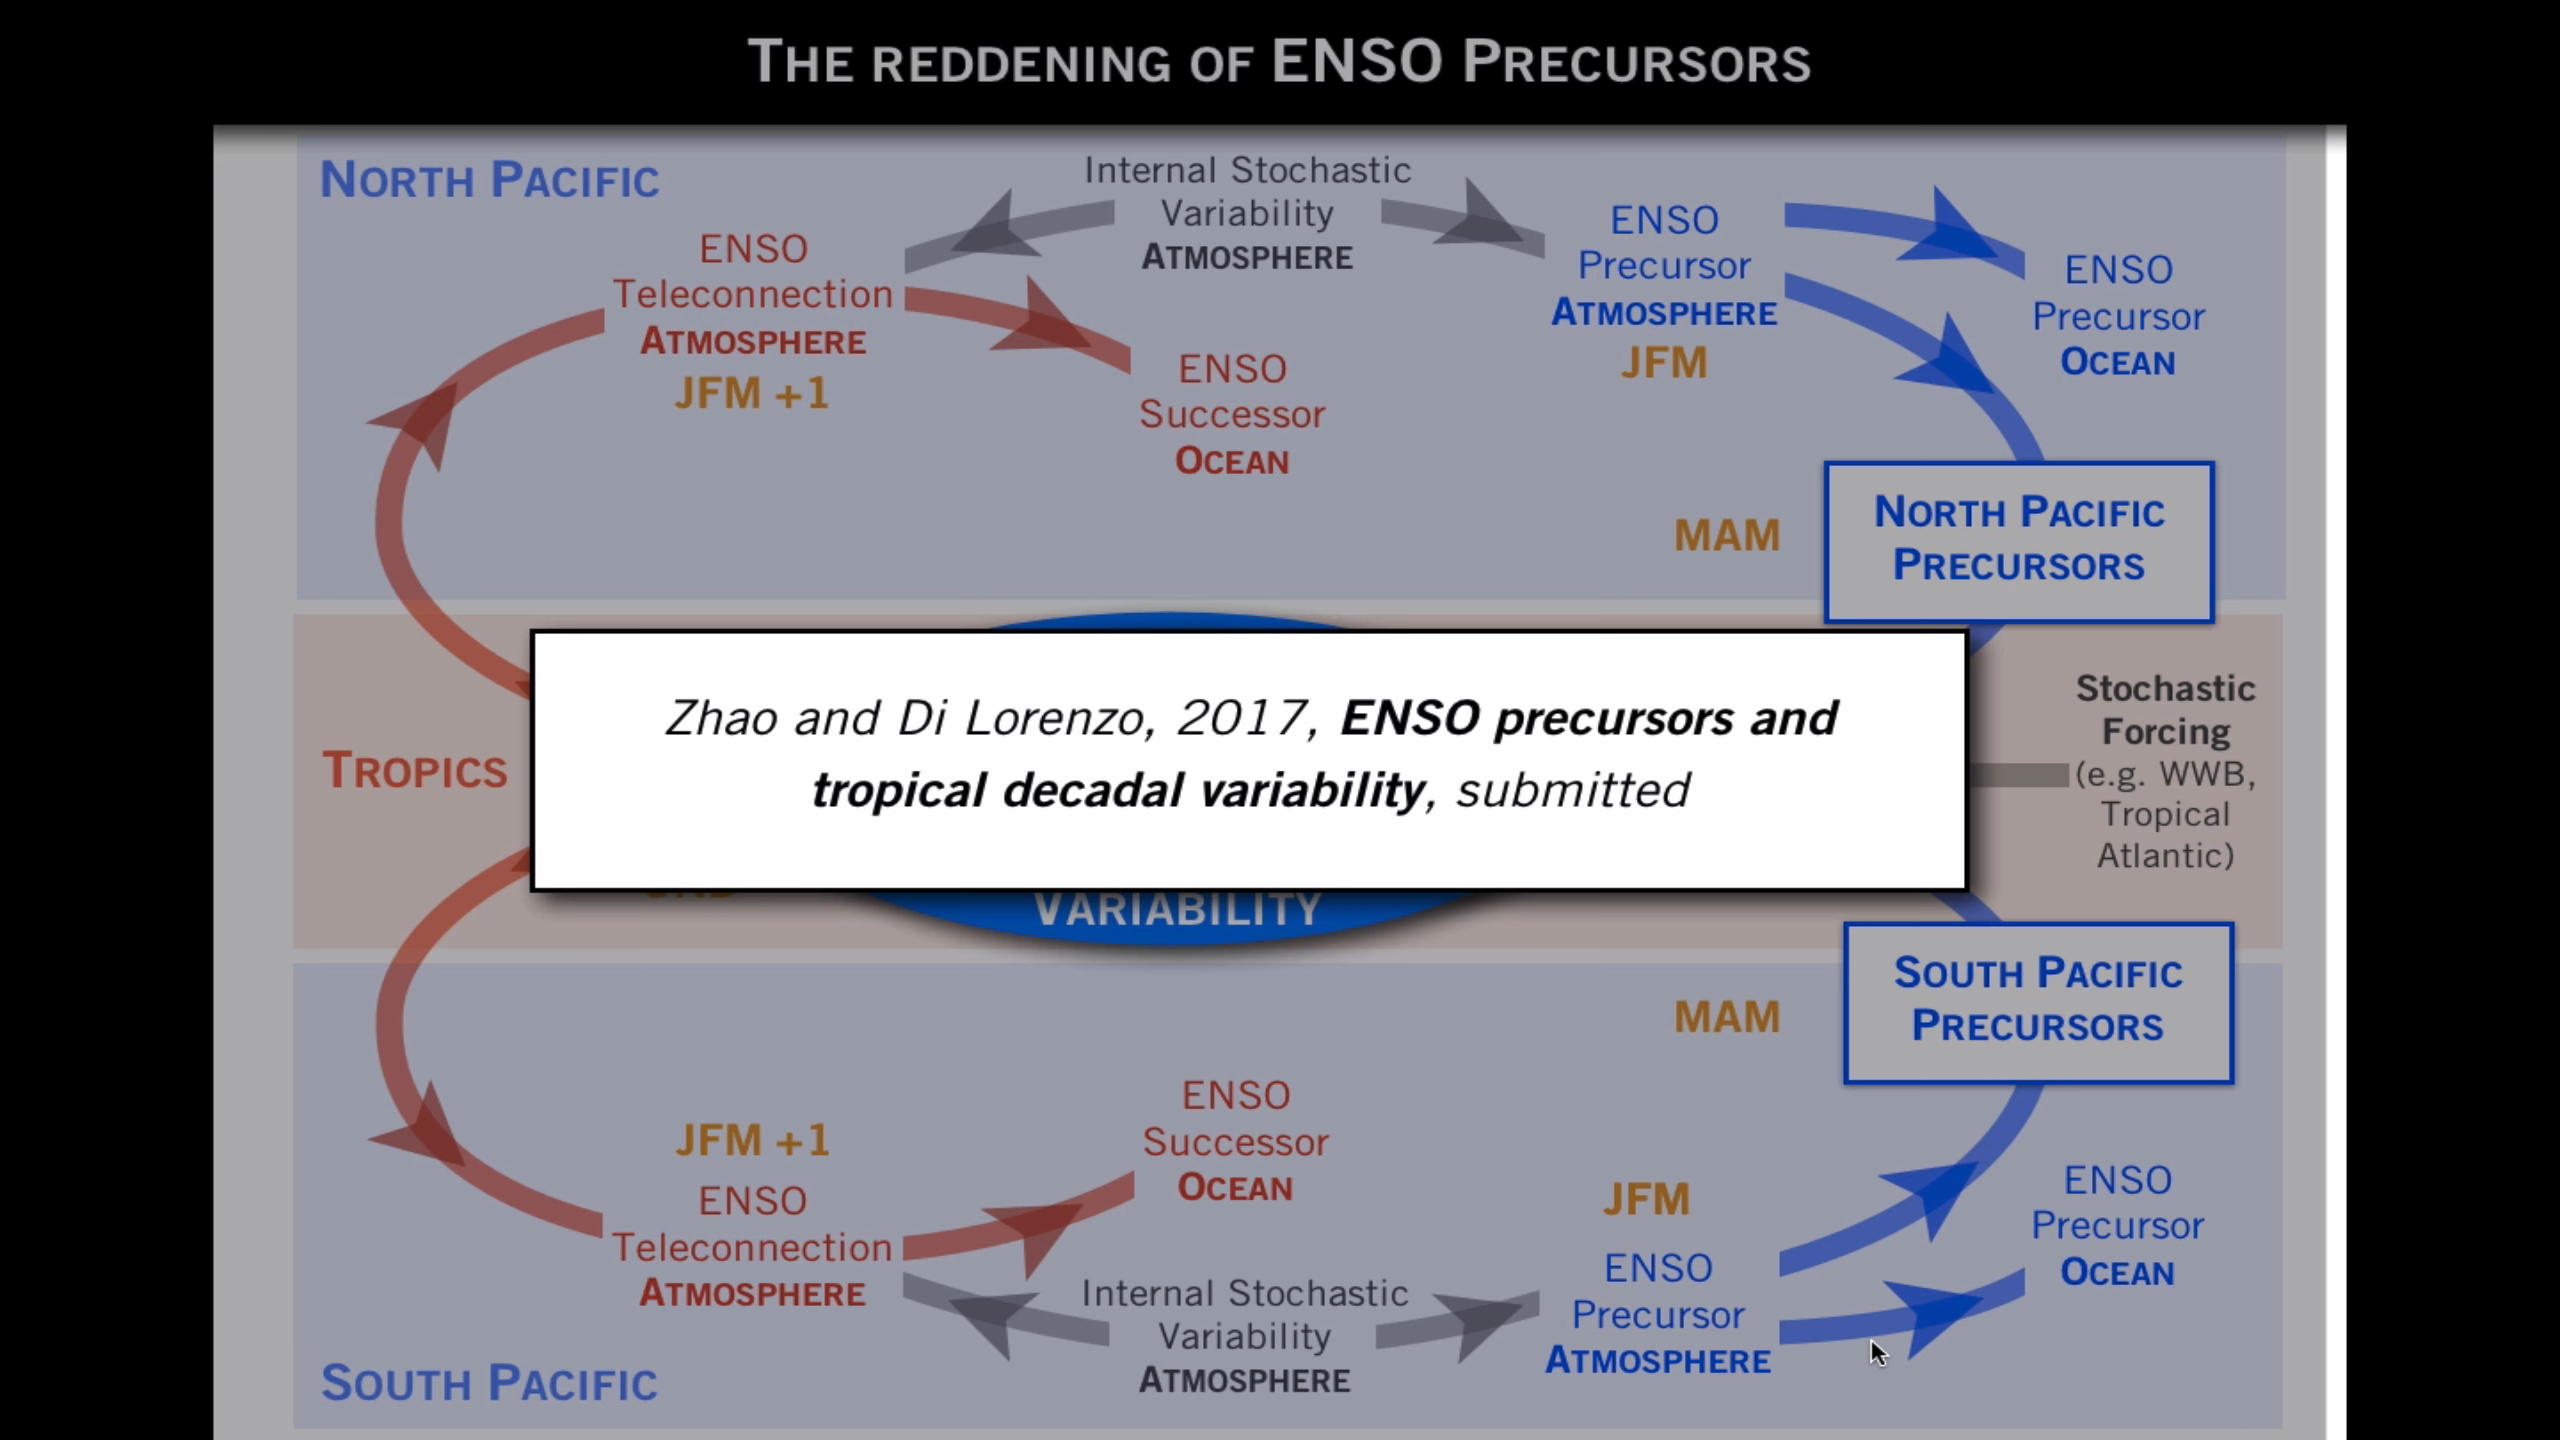 THE REDDENING OF ENSO PRECURSORS
NORTH PACIFIC
Internal Stochastic
Variability
ATMOSPHERE
ENSO
Teleconnection
ATMOSPHERE
JFM +1
ENSO
Successor
OCEAN
ENSO
Precursor
ATMOSPHERE
JFM
ENSO
Precursor
OCEAN
MAM
NORTH PACIFIC
PRECURSORS
TROPICS
Zhao and Di Lorenzo, 2017, ENSO precursors and
tropical decadal variability, submitted
VARIABILITY
Stochastic
Forcing
(e.g. WWB,
Tropical
Atlantic)
SOUTH PACIFIC
PRECURSORS
MAM
JFM +1
ENSO
Teleconnection
ATMOSPHERE
ENSO
Successor
OCEAN
Internal Stochastic
Variability
ATMOSPHERE
JFM
ENSO
Precursor
ATMOSPHERE
ENSO
Precursor
OCEAN
SOUTH PACIFIC